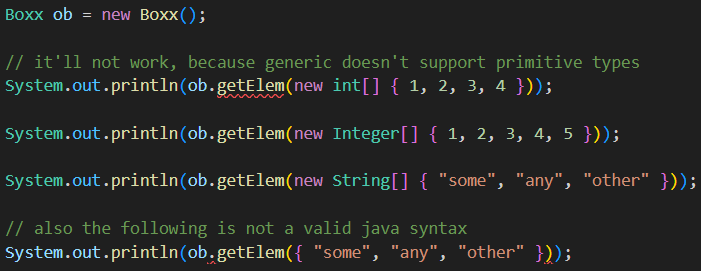 Boxx ob = new Boxx();
// it'll not work, because generic doesn't support primitive types
System.out.println(ob.getElem(new int[] { 1, 2, 3, 4 }));
System.out.println(ob.getElem(new Integer[] { 1, 2, 3, 4, 5 }));
System.out.println(ob.getElem(new String[] { "some", "any", "other" }));
// also the following is not a valid java syntax
System.out.println(ob.getElem({ "some", "any", "other" }));